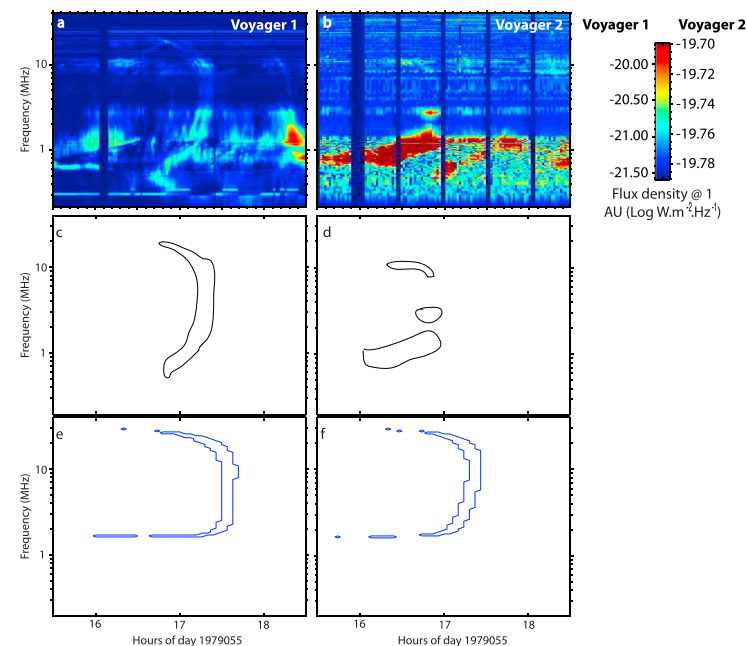 a Voyager 1
b Voyager 2
Voyager 1 Voyager 2
Frequency (MHz)
10
1
-20.00
-20.50
-21.00
-21.50
-19.70
-19.72
-19.74
-19.76
-19.78
Flux density @ 1
AU (Log W.m-2.Hz-1)
c
d
Frequency (MHz)
10
1
e
f
Frequency (MHz)
10
1
16 17 18
16 17 18
Hours of day 1979055
Hours of day 1979055